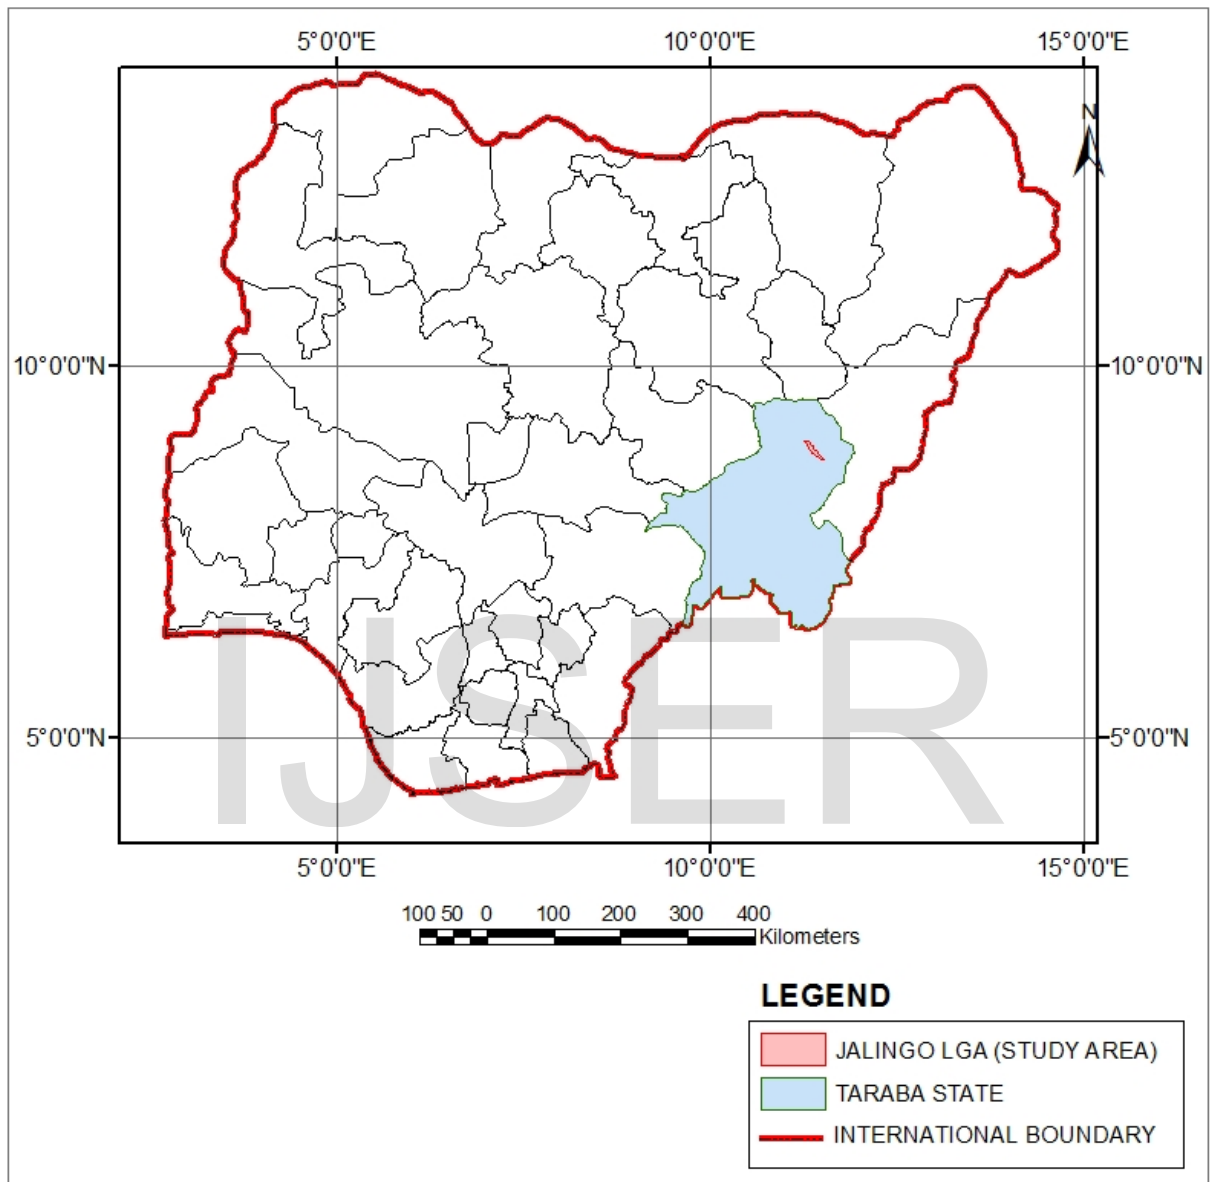 5°0'0"E 10°0'0"E 15°0'0"E
N
10°0'0"N 10°0'0"N
IJSER
5°0'0"N 5°0'0"N
5°0'0"E 10°0'0"E 15°0'0"E
100 50 0 100 200 300 400
Kilometers
LEGEND
JALINGO LGA (STUDY AREA)
TARABA STATE
INTERNATIONAL BOUNDARY